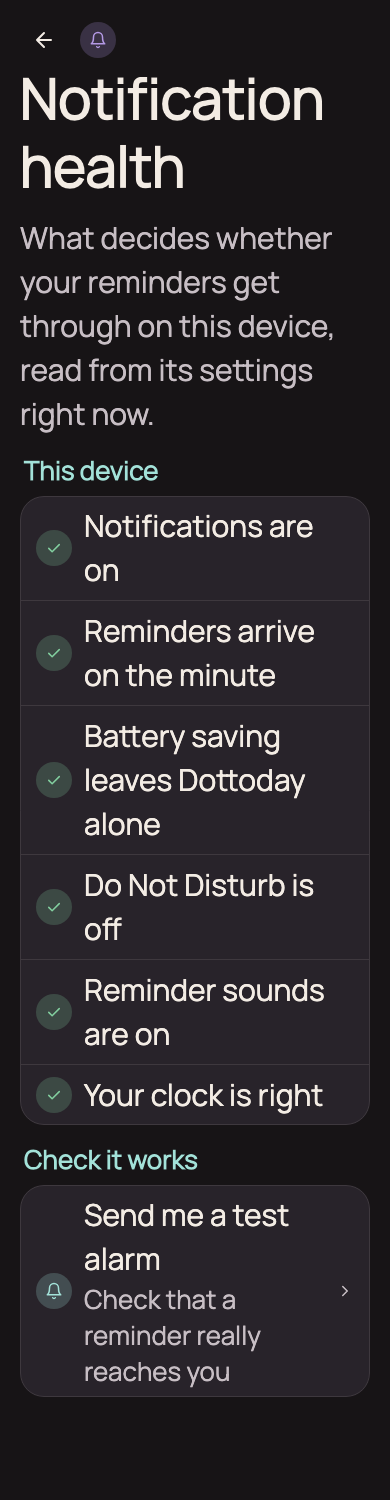 Notification
health
What decides whether
your reminders get
through on this device,
read from its settings
right now.
This device
Notifications are
on
Reminders arrive
on the minute
Battery saving
leaves Dottoday
alone
Do Not Disturb is
off
Reminder sounds
are on
Your clock is right
Check it works
Send me a test
alarm
Check that a
reminder really
reaches you